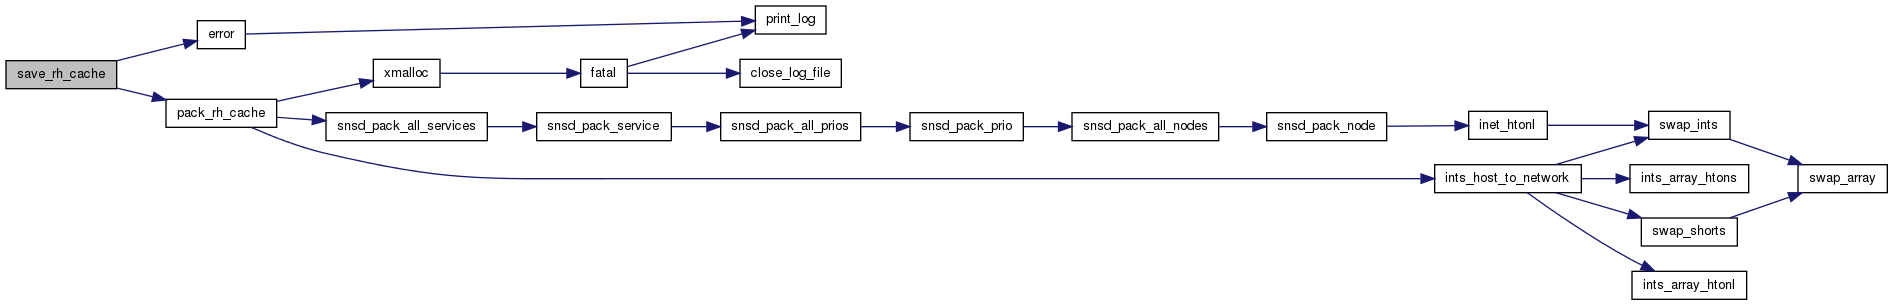 save_rh_cache
error
print_log
pack_rh_cache
xmalloc
fatal
close_log_file
snsd_pack_all_services
snsd_pack_service
snsd_pack_all_prios
snsd_pack_prio
snsd_pack_all_nodes
snsd_pack_node
inet_htonl
swap_ints
swap_array
ints_host_to_network
ints_array_htons
swap_shorts
ints_array_htonl